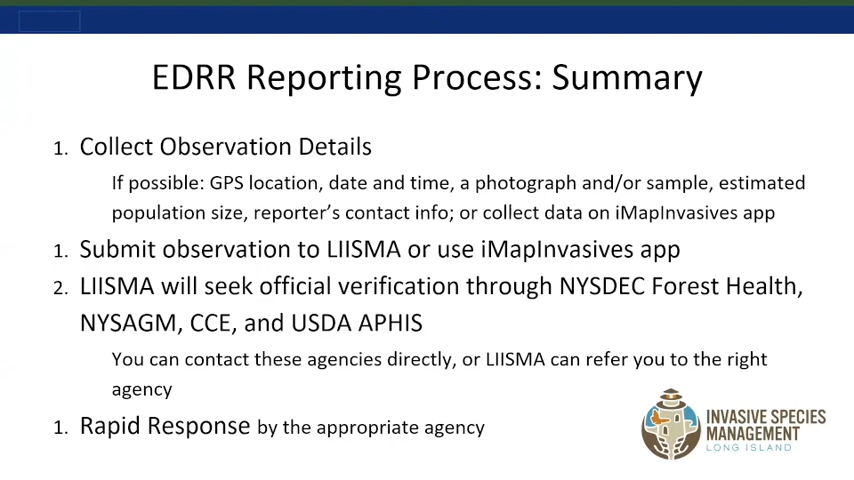 EDRR Reporting Process: Summary
1. Collect Observation Details
If possible: GPS location, date and time, a photograph and/or sample, estimated
population size, reporter’s contact info; or collect data on iMapInvasives app
1. Submit observation to LIISMA or use iMapInvasives app
2. LIISMA will seek official verification through NYSDEC Forest Health,
NYSAGM, CCE, and USDA APHIS
You can contact these agencies directly, or LIISMA can refer you to the right
agency
1. Rapid Response by the appropriate agency
INVASIVE SPECIES
MANAGEMENT
LONG ISLAND